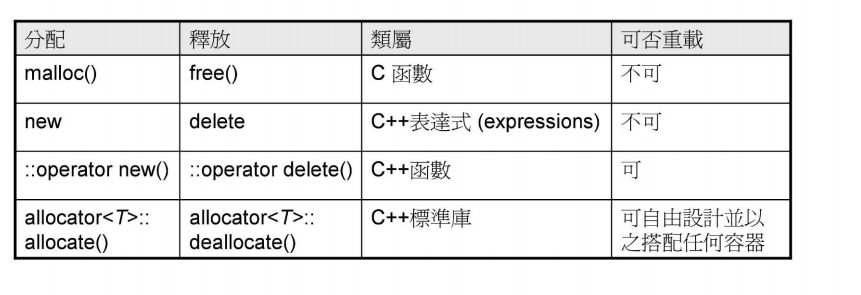 分配 釋放 類屬 可否重載
malloc() free() C 函數 不可
new delete C++表達式 (expressions) 不可
::operator new() ::operator delete() C++函數 可
allocator<T>:: allocator<T>:: C++標準庫 可自由設計並以
allocate() deallocate() 之搭配任何容器